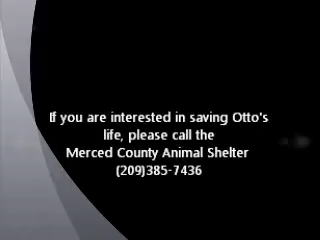 If you are interested in saving Otto's
life, please call the
Merced County Animal Shelter
(209)385-7436